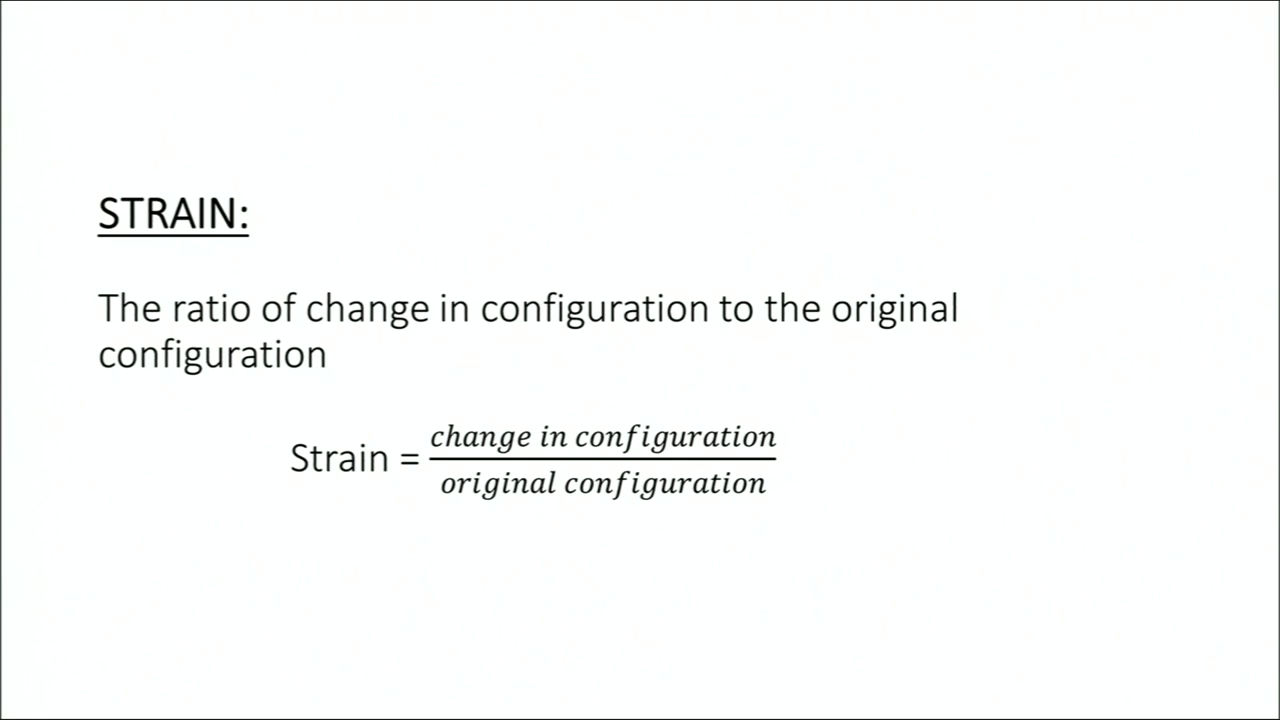 STRAIN:
The ratio of change in configuration to the original
configuration
Strain = change in configuration / original configuration